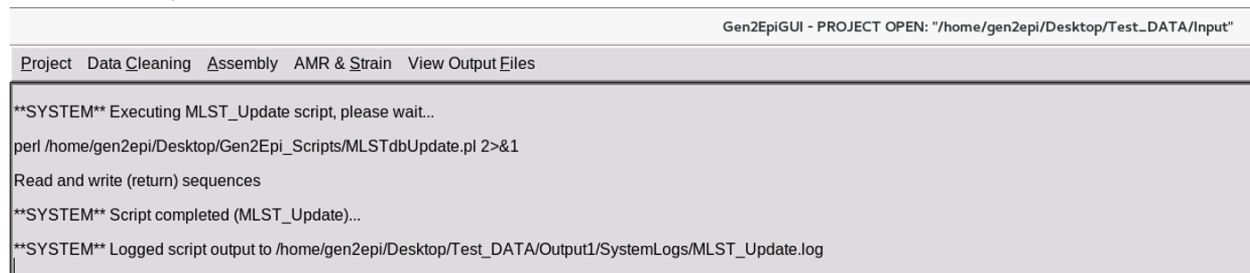 Gen2EpiGUI - PROJECT OPEN: "/home/gen2epi/Desktop/Test_DATA/Input"
Project Data Cleaning Assembly AMR & Strain View Output Files
**SYSTEM** Executing MLST_Update script, please wait...
perl /home/gen2epi/Desktop/Gen2Epi_Scripts/MLSTdbUpdate.pl 2>&1
Read and write (return) sequences
**SYSTEM** Script completed (MLST_Update)...
**SYSTEM** Logged script output to /home/gen2epi/Desktop/Test_DATA/Output1/SystemLogs/MLST_Update.log